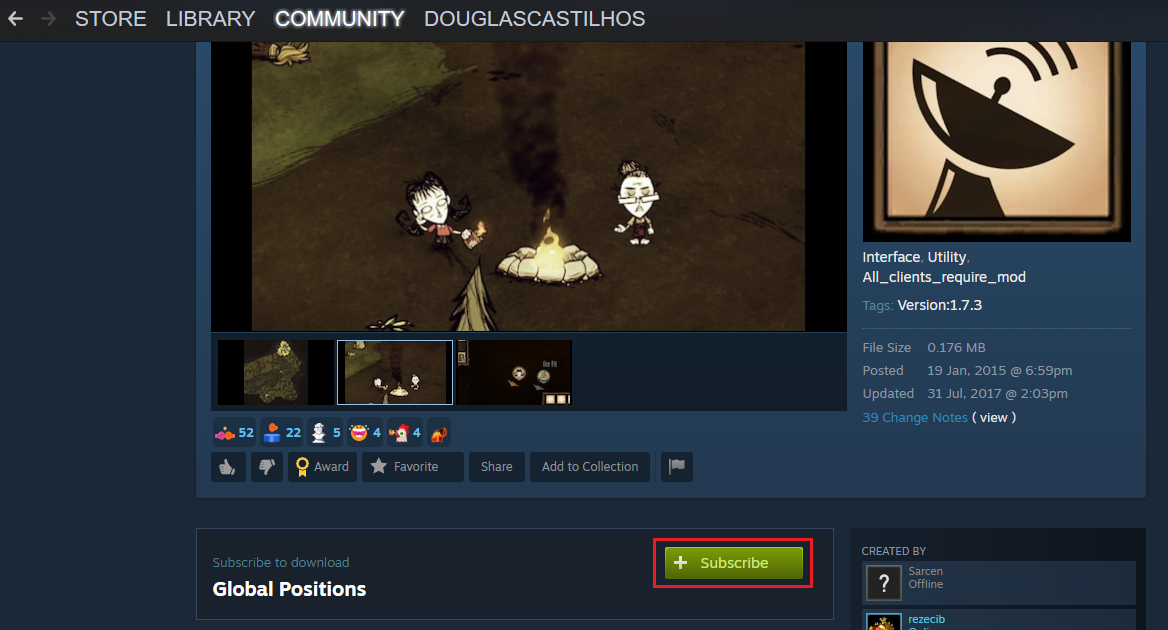 STORE LIBRARY COMMUNITY DOUGLASCASTILHOS
Interface, Utility,
All_clients_require_mod
Tags: Version:1.7.3
File Size 0.176 MB
Posted 19 Jan, 2015 @ 6:59pm
Updated 31 Jul, 2017 @ 2:03pm
39 Change Notes ( view )
52 22 5 4 4
Award Favorite Share Add to Collection
Subscribe to download
Global Positions
+ Subscribe
CREATED BY
?
Sarcen
Offline
rezecib